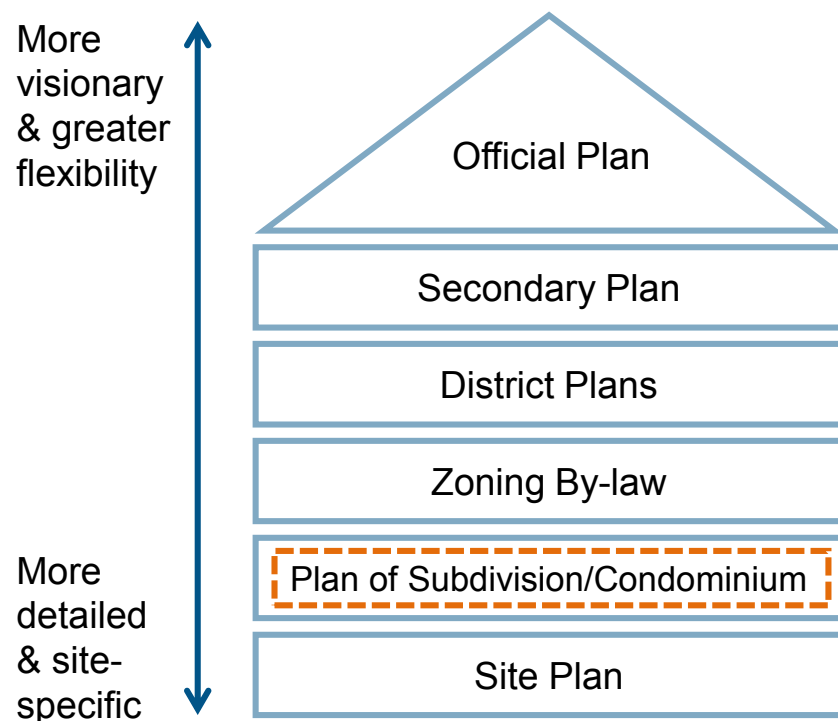 More
visionary
& greater
flexibility
Official Plan
Secondary Plan
District Plans
Zoning By-law
Plan of Subdivision/Condominium
Site Plan
More
detailed
& site-
specific